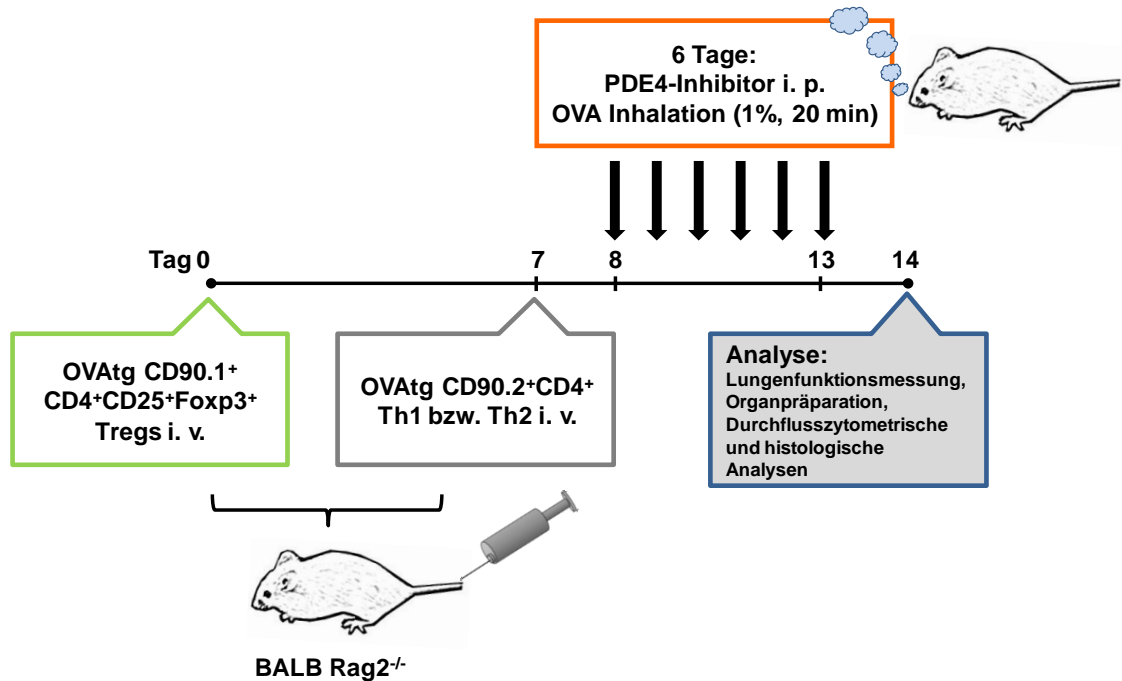 6 Tage:
PDE4-Inhibitor i. p.
OVA Inhalation (1%, 20 min)
Tag 0
7
8
13
14
OVAtg CD90.1⁺
CD4⁺CD25⁺Foxp3⁺
Tregs i. v.
OVAtg CD90.2⁺CD4⁺
Th1 bzw. Th2 i. v.
Analyse:
Lungenfunktionsmessung,
Organpräparation,
Durchflusszytometrische
und histologische
Analysen
BALB Rag2⁻/⁻